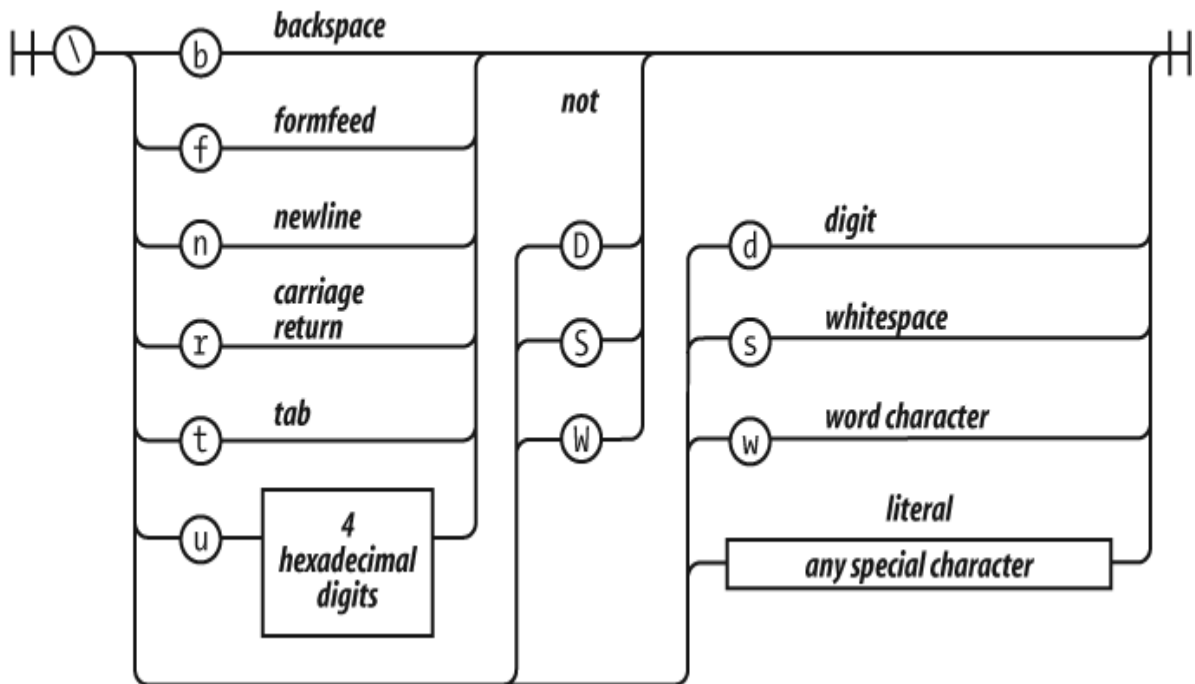 \
b
backspace
f
formfeed
n
newline
r
carriage
return
t
tab
u
4
hexadecimal
digits
not
D
S
W
d
digit
s
whitespace
w
word character
literal
any special character